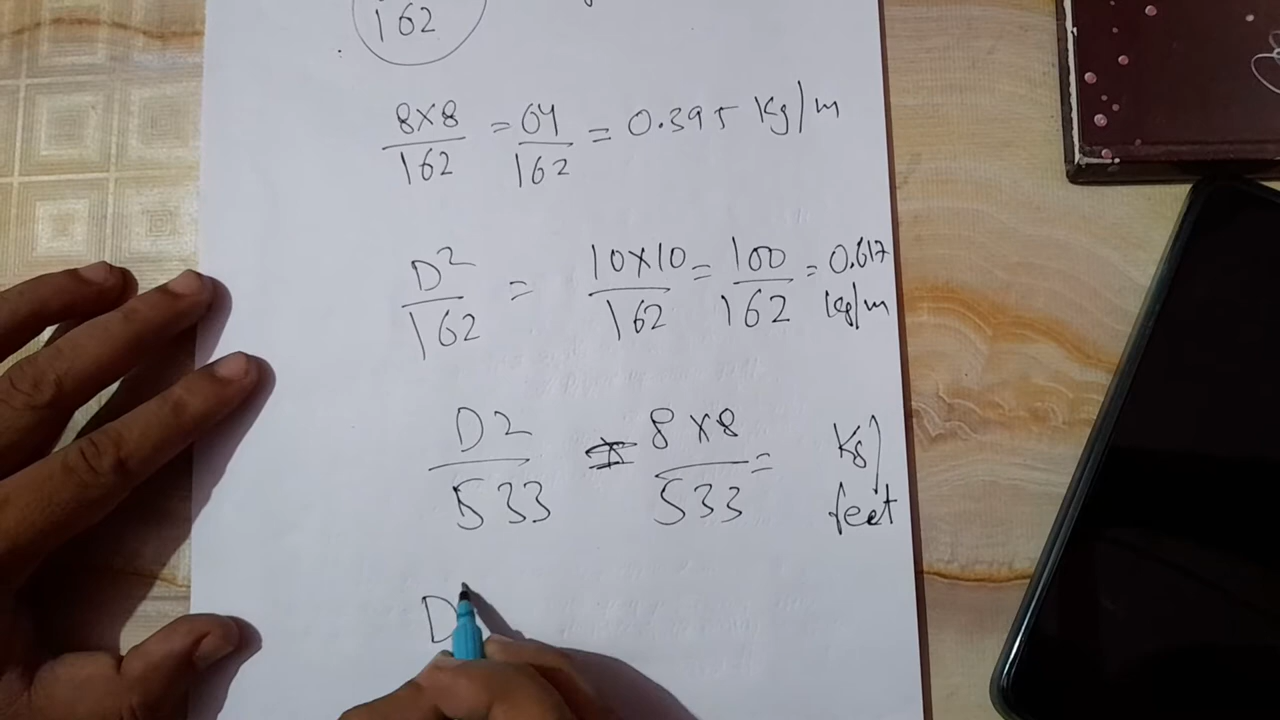 162
8×8/162 = 64/162 = 0.395 Kg/m
D²/162 = 10×10/162 = 100/162 = 0.617 kg/m
D2/533 = 8×8/533 = Kg/feet
D